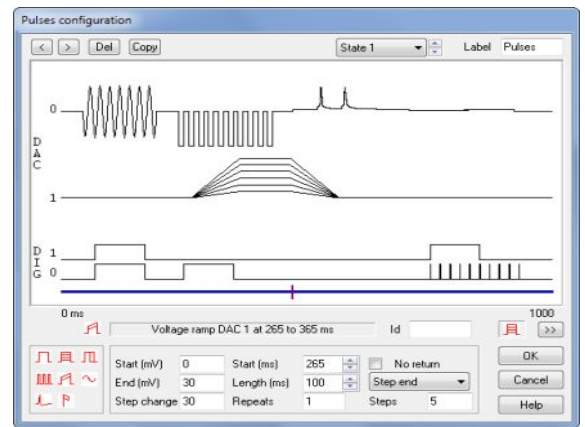 Pulses configuration
< > Del Copy State 1 Label Pulses
0
DAC
1
DIG 1
0
0 ms 1000
Voltage ramp DAC 1 at 265 to 365 ms Id >>
Start (mV) 0 Start (ms) 265 No return OK
End (mV) 30 Length (ms) 100 Step end Cancel
Step change 30 Repeats 1 Steps 5 Help